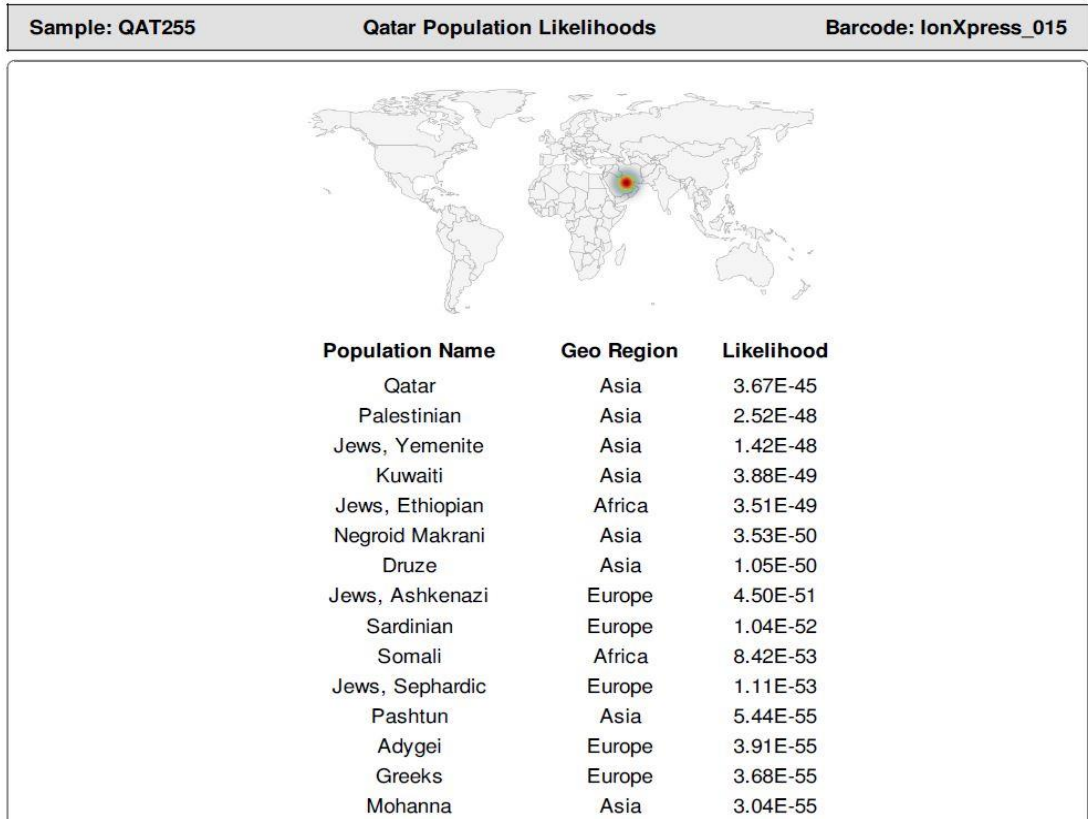 Sample: QAT255 Qatar Population Likelihoods Barcode: IonXpress_015
Population Name Geo Region Likelihood
Qatar Asia 3.67E-45
Palestinian Asia 2.52E-48
Jews, Yemenite Asia 1.42E-48
Kuwaiti Asia 3.88E-49
Jews, Ethiopian Africa 3.51E-49
Negroid Makrani Asia 3.53E-50
Druze Asia 1.05E-50
Jews, Ashkenazi Europe 4.50E-51
Sardinian Europe 1.04E-52
Somali Africa 8.42E-53
Jews, Sephardic Europe 1.11E-53
Pashtun Asia 5.44E-55
Adygei Europe 3.91E-55
Greeks Europe 3.68E-55
Mohanna Asia 3.04E-55